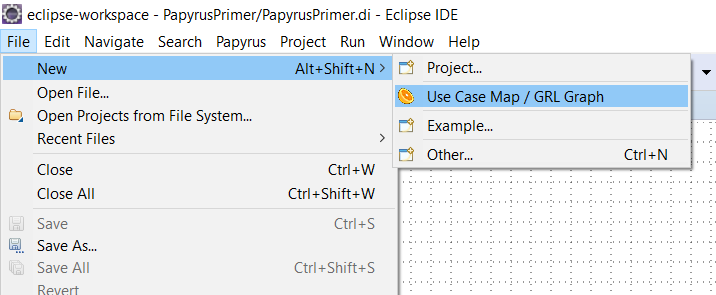 eclipse-workspace - PapyrusPrimer/PapyrusPrimer.di - Eclipse IDE
File Edit Navigate Search Papyrus Project Run Window Help
New Alt+Shift+N >
Open File...
Open Projects from File System...
Recent Files >
Close Ctrl+W
Close All Ctrl+Shift+W
Save Ctrl+S
Save As...
Save All Ctrl+Shift+S
Revert
Project...
Use Case Map / GRL Graph
Example...
Other... Ctrl+N